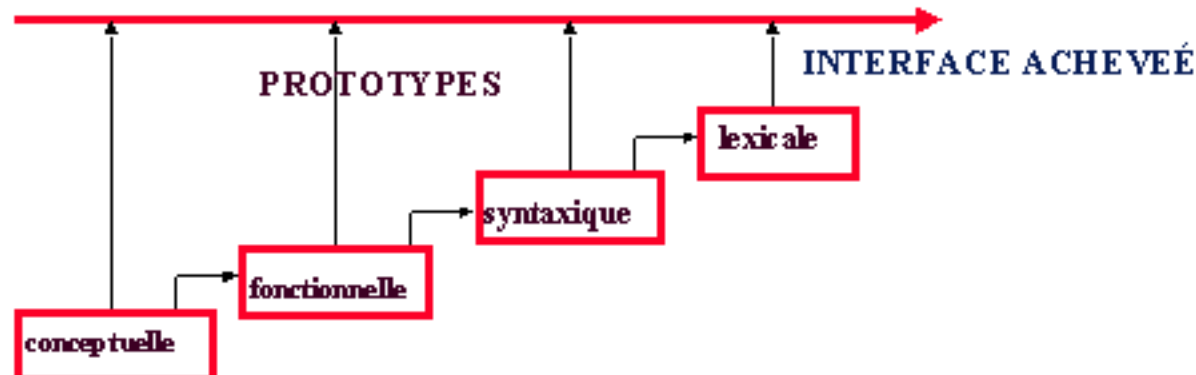 INTERFACE ACHEVEÉ
PROTOTYPES
lexicale
syntaxique
fonctionnelle
conceptuelle